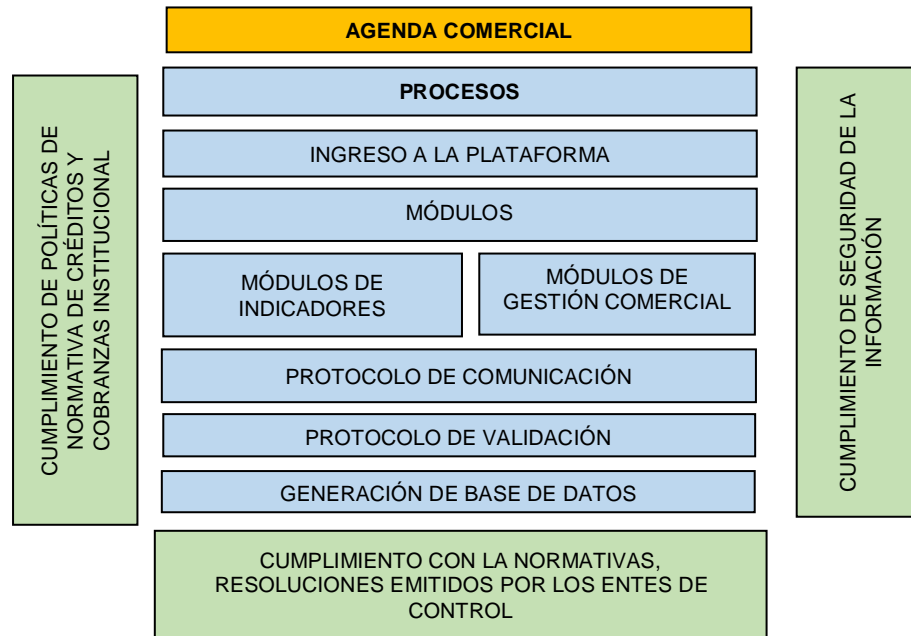 AGENDA COMERCIAL
CUMPLIMIENTO DE POLÍTICAS DE
NORMATIVA DE CRÉDITOS Y
COBRANZAS INSTITUCIONAL
PROCESOS
INGRESO A LA PLATAFORMA
MÓDULOS
MÓDULOS DE
INDICADORES
MÓDULOS DE
GESTIÓN COMERCIAL
PROTOCOLO DE COMUNICACIÓN
PROTOCOLO DE VALIDACIÓN
GENERACIÓN DE BASE DE DATOS
CUMPLIMIENTO DE SEGURIDAD DE LA
INFORMACIÓN
CUMPLIMIENTO CON LA NORMATIVAS,
RESOLUCIONES EMITIDOS POR LOS ENTES DE
CONTROL